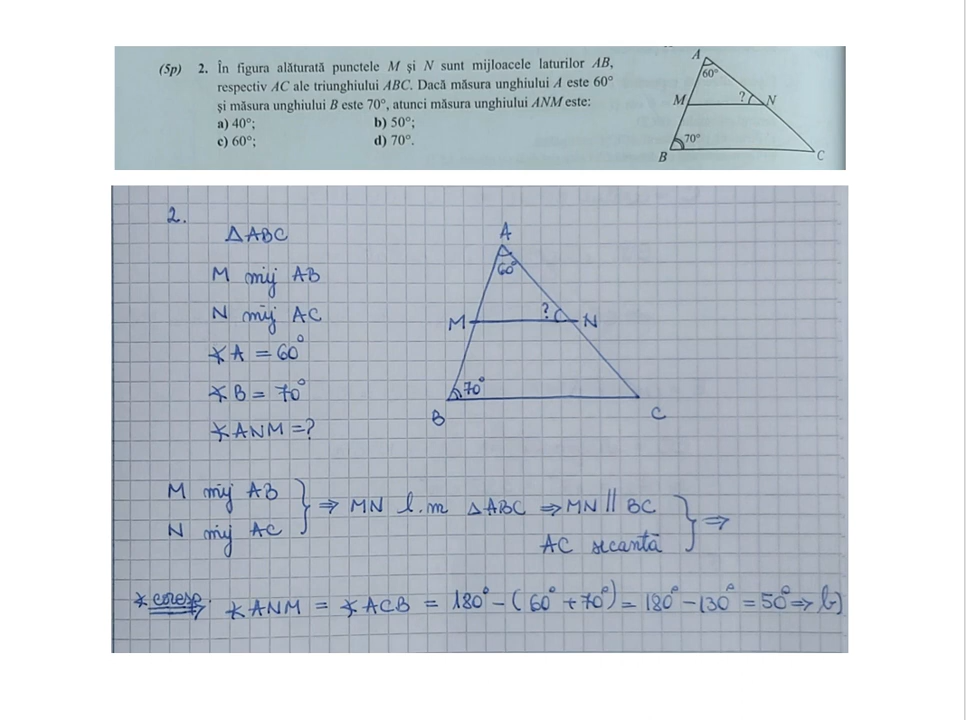 (5p) 2. În figura alăturată punctele M și N sunt mijloacele laturilor AB,
respectiv AC ale triunghiului ABC. Dacă măsura unghiului A este 60°
și măsura unghiului B este 70°, atunci măsura unghiului ANM este:
a) 40°; b) 50°;
c) 60°; d) 70°.
A
60°
M ? N
70°
B C
2.
△ABC
M mij AB
N mij AC
∢A = 60°
∢B = 70°
∢ANM = ?
A
60°
M ? N
70°
B C
M mij AB
N mij AC } ⇒ MN l.m △ABC ⇒ MN || BC
AC secantă } ⇒
∢ coresp. ⇒ ∢ANM = ∢ACB = 180° - (60° + 70°) = 180° - 130° = 50° ⇒ b)